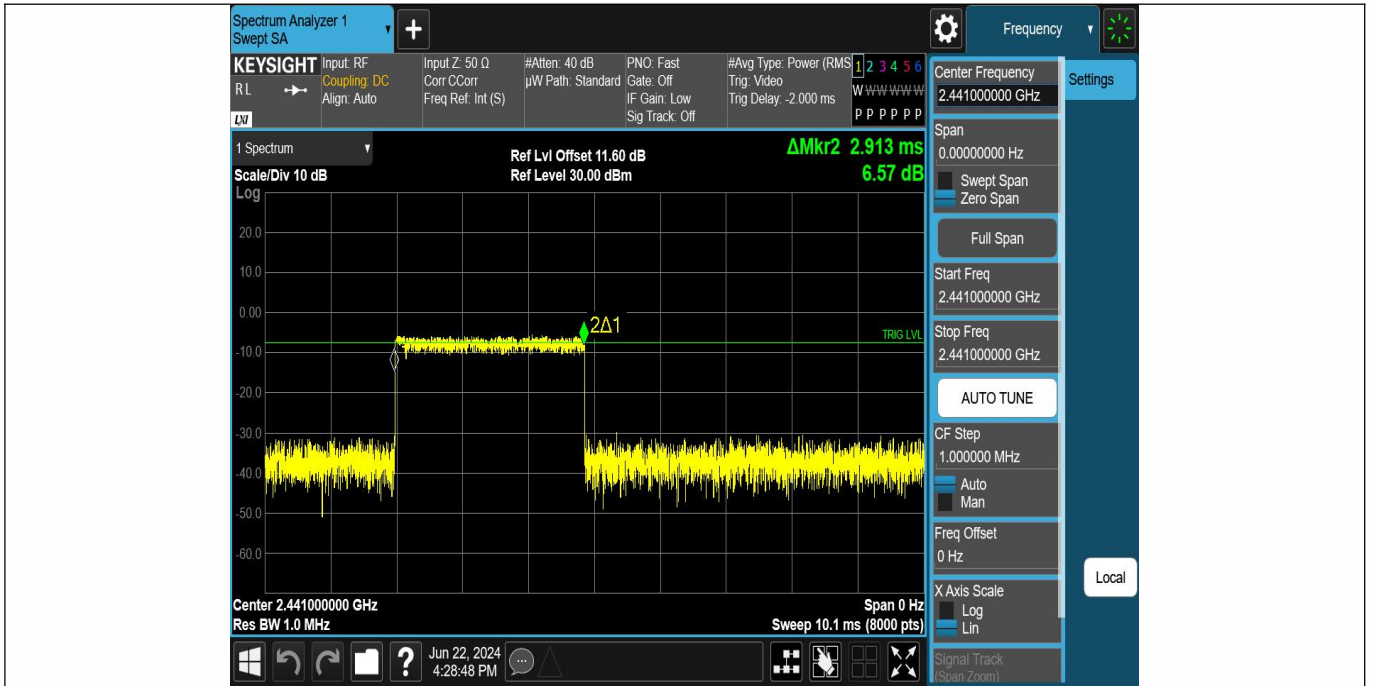 Spectrum Analyzer 1
Swept SA
Frequency
KEYSIGHT
RL
LXI
Input: RF
Coupling: DC
Align: Auto
Input Z: 50 Ω
Corr CCorr
Freq Ref: Int (S)
#Atten: 40 dB
µW Path: Standard
PNO: Fast
Gate: Off
IF Gain: Low
Sig Track: Off
#Avg Type: Power (RMS
Trig: Video
Trig Delay: -2.000 ms
1 2 3 4 5 6
W W W W W W
P P P P P P
1 Spectrum
Scale/Div 10 dB
Ref Lvl Offset 11.60 dB
Ref Level 30.00 dBm
ΔMkr2 2.913 ms
6.57 dB
Log
20.0
10.0
0.00
-10.0
-20.0
-30.0
-40.0
-50.0
-60.0
2Δ1
TRIG LVL
Center 2.441000000 GHz
Res BW 1.0 MHz
Span 0 Hz
Sweep 10.1 ms (8000 pts)
Center Frequency
2.441000000 GHz
Settings
Span
0.00000000 Hz
Swept Span
Zero Span
Full Span
Start Freq
2.441000000 GHz
Stop Freq
2.441000000 GHz
AUTO TUNE
CF Step
1.000000 MHz
Auto
Man
Freq Offset
0 Hz
X Axis Scale
Log
Lin
Signal Track
(Span Zoom)
Local
Jun 22, 2024
4:28:48 PM